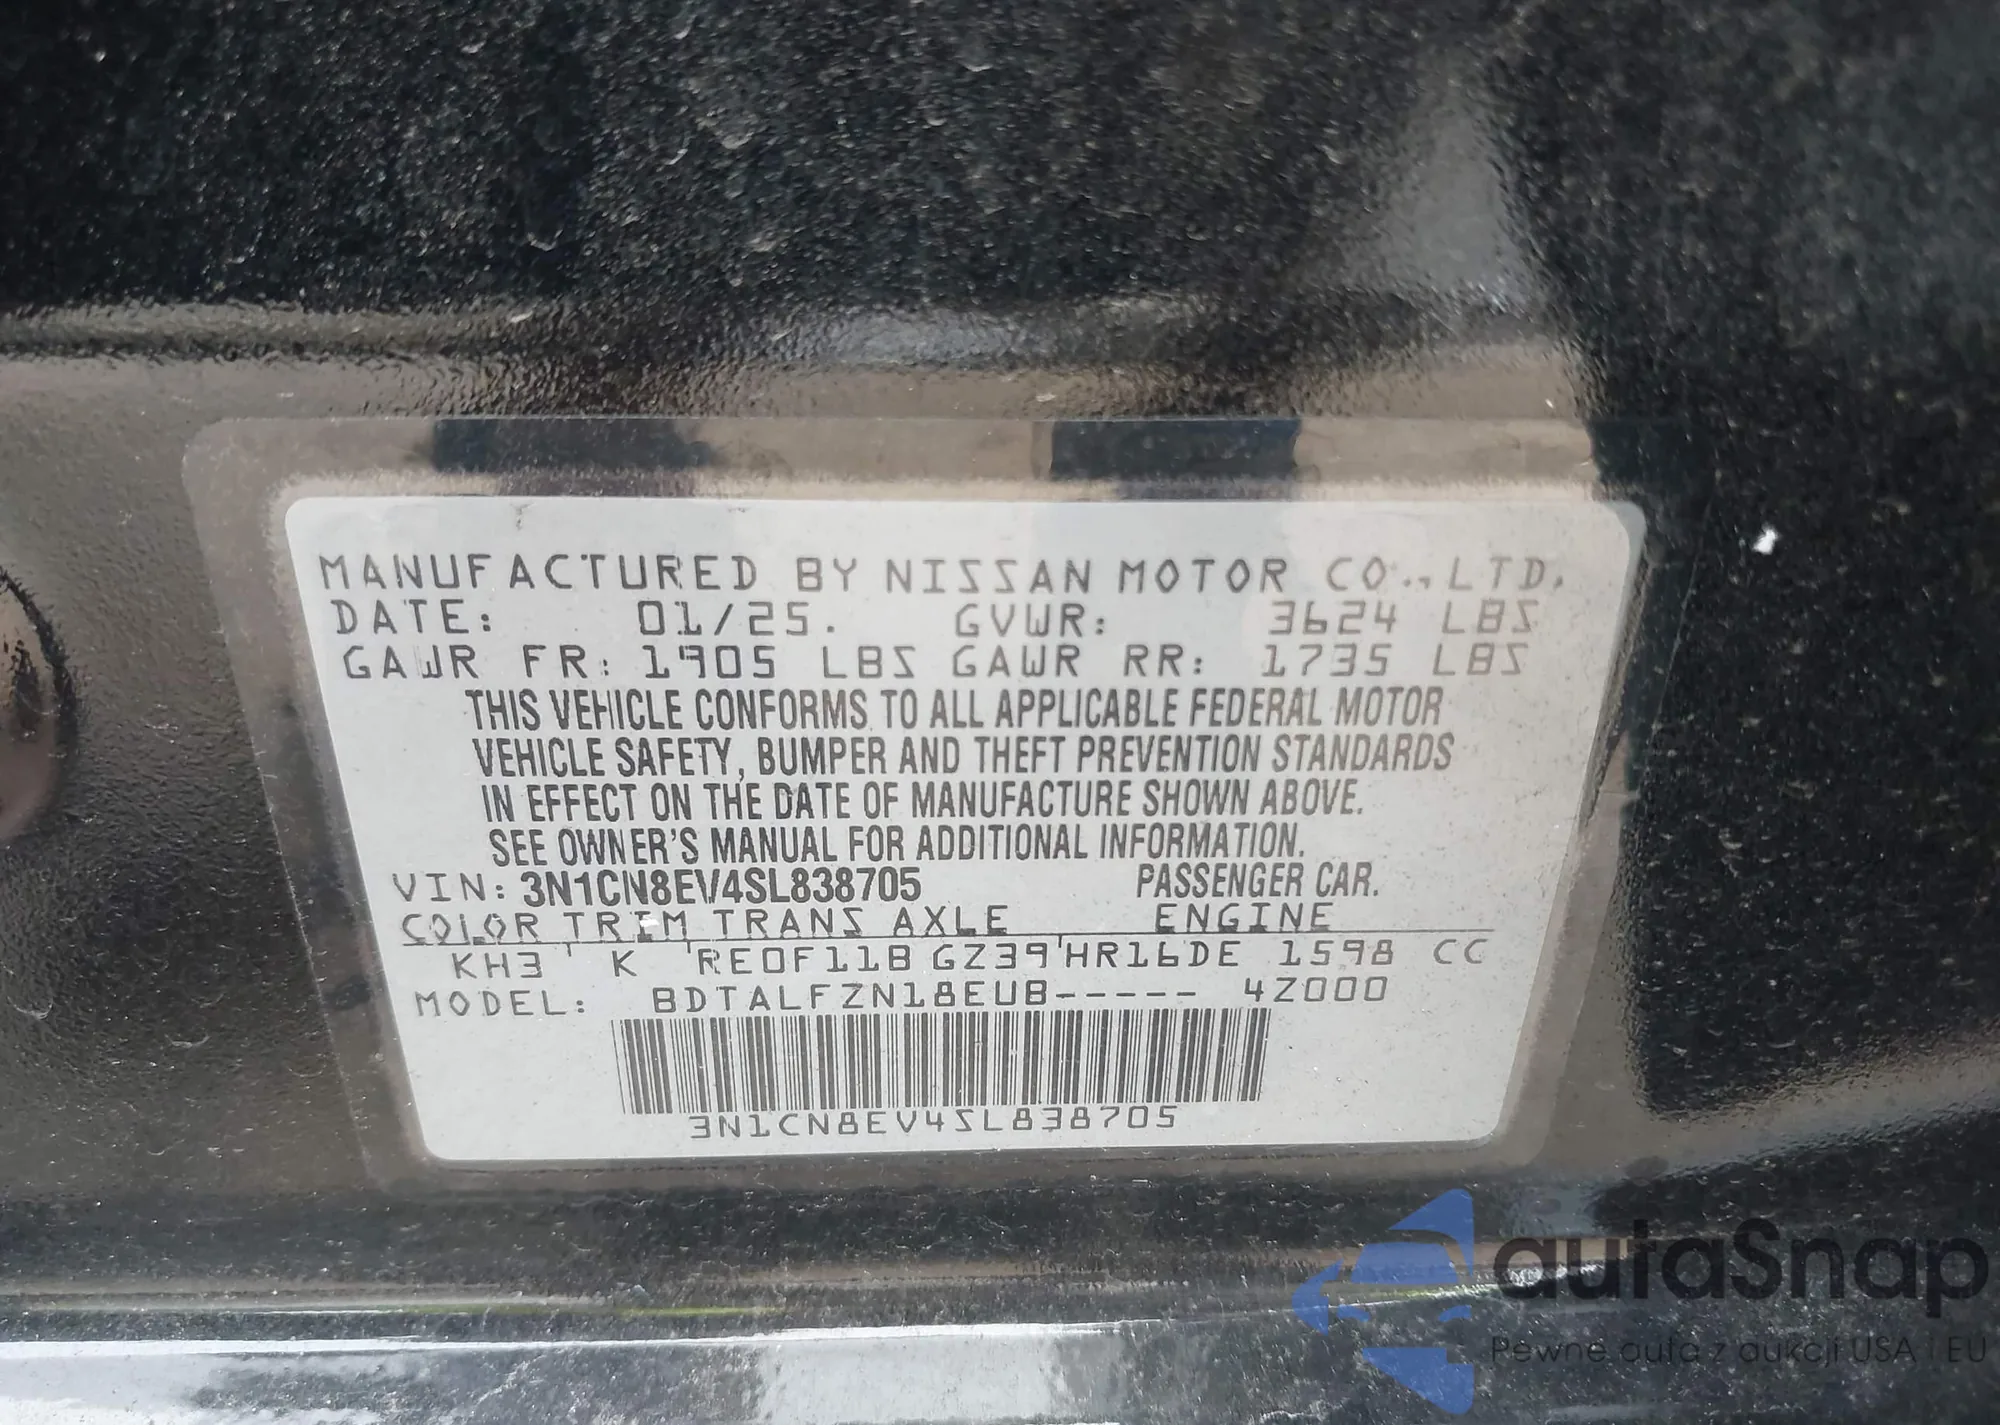 MANUFACTURED BY NISSAN MOTOR CO., LTD.
DATE: 01/25. GVWR: 3624 LBS
GAWR FR: 1905 LBS GAWR RR: 1735 LBS
THIS VEHICLE CONFORMS TO ALL APPLICABLE FEDERAL MOTOR
VEHICLE SAFETY, BUMPER AND THEFT PREVENTION STANDARDS
IN EFFECT ON THE DATE OF MANUFACTURE SHOWN ABOVE.
SEE OWNER'S MANUAL FOR ADDITIONAL INFORMATION.
VIN: 3N1CN8EV4SL838705 PASSENGER CAR.
COLOR TRIM TRANS AXLE ENGINE
KH3 K RE0F11B GZ39 HR16DE 1598 CC
MODEL: BDTALFZN18EUB----- 4Z000
3N1CN8EV4SL838705
autaSnap
Pewne auta z aukcji USA i EU